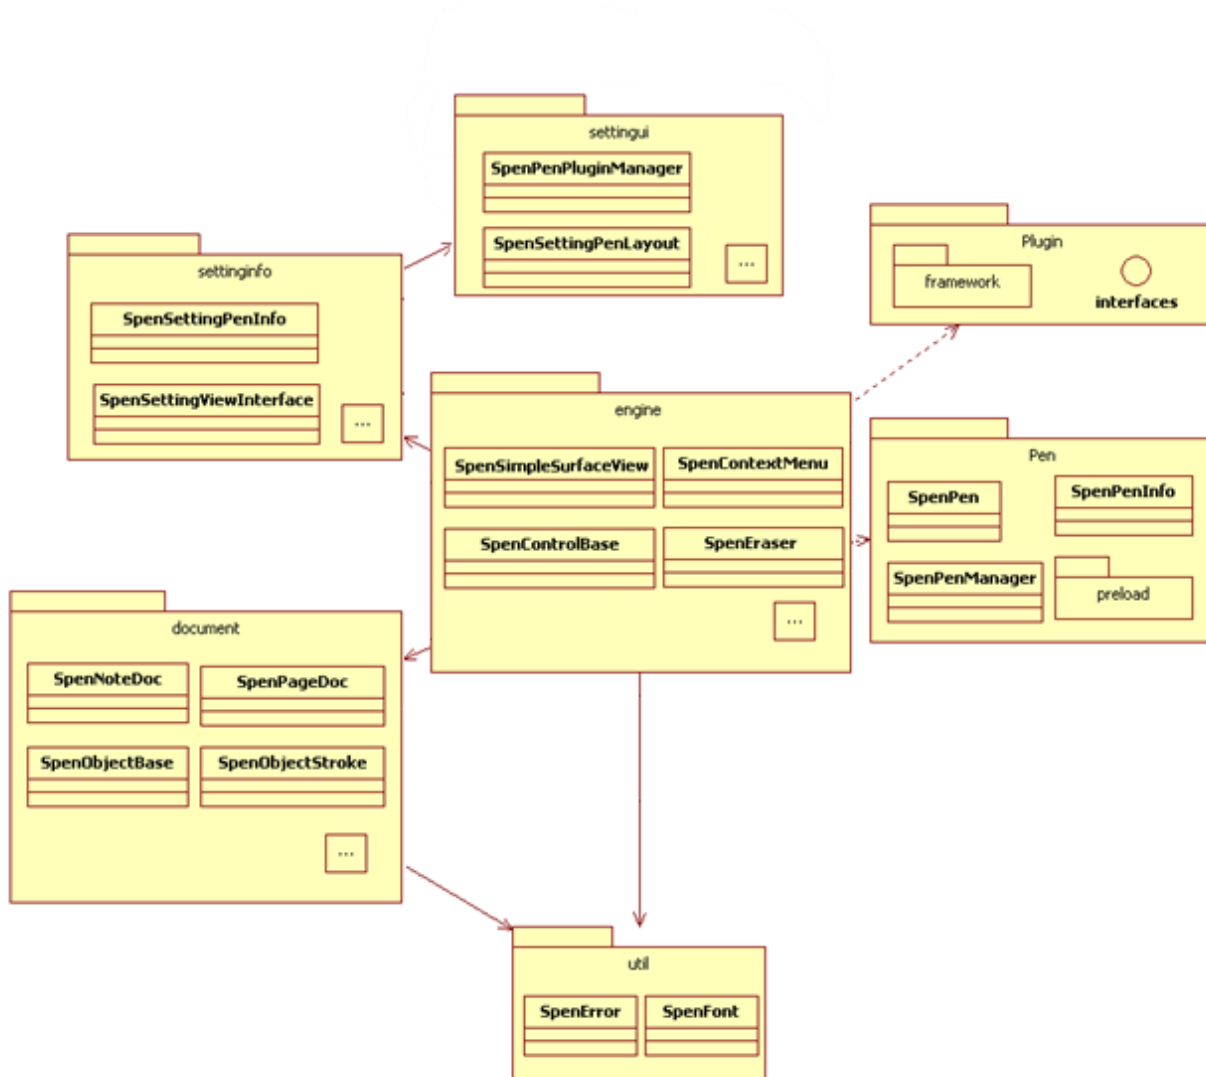 settingui
SpenPenPluginManager
SpenSettingPenLayout
...
settinginfo
SpenSettingPenInfo
SpenSettingViewInterface
...
Plugin
framework
interfaces
engine
SpenSimpleSurfaceView
SpenContextMenu
SpenControlBase
SpenEraser
...
Pen
SpenPen
SpenPenInfo
SpenPenManager
preload
document
SpenNoteDoc
SpenPageDoc
SpenObjectBase
SpenObjectStroke
...
util
SpenError
SpenFont